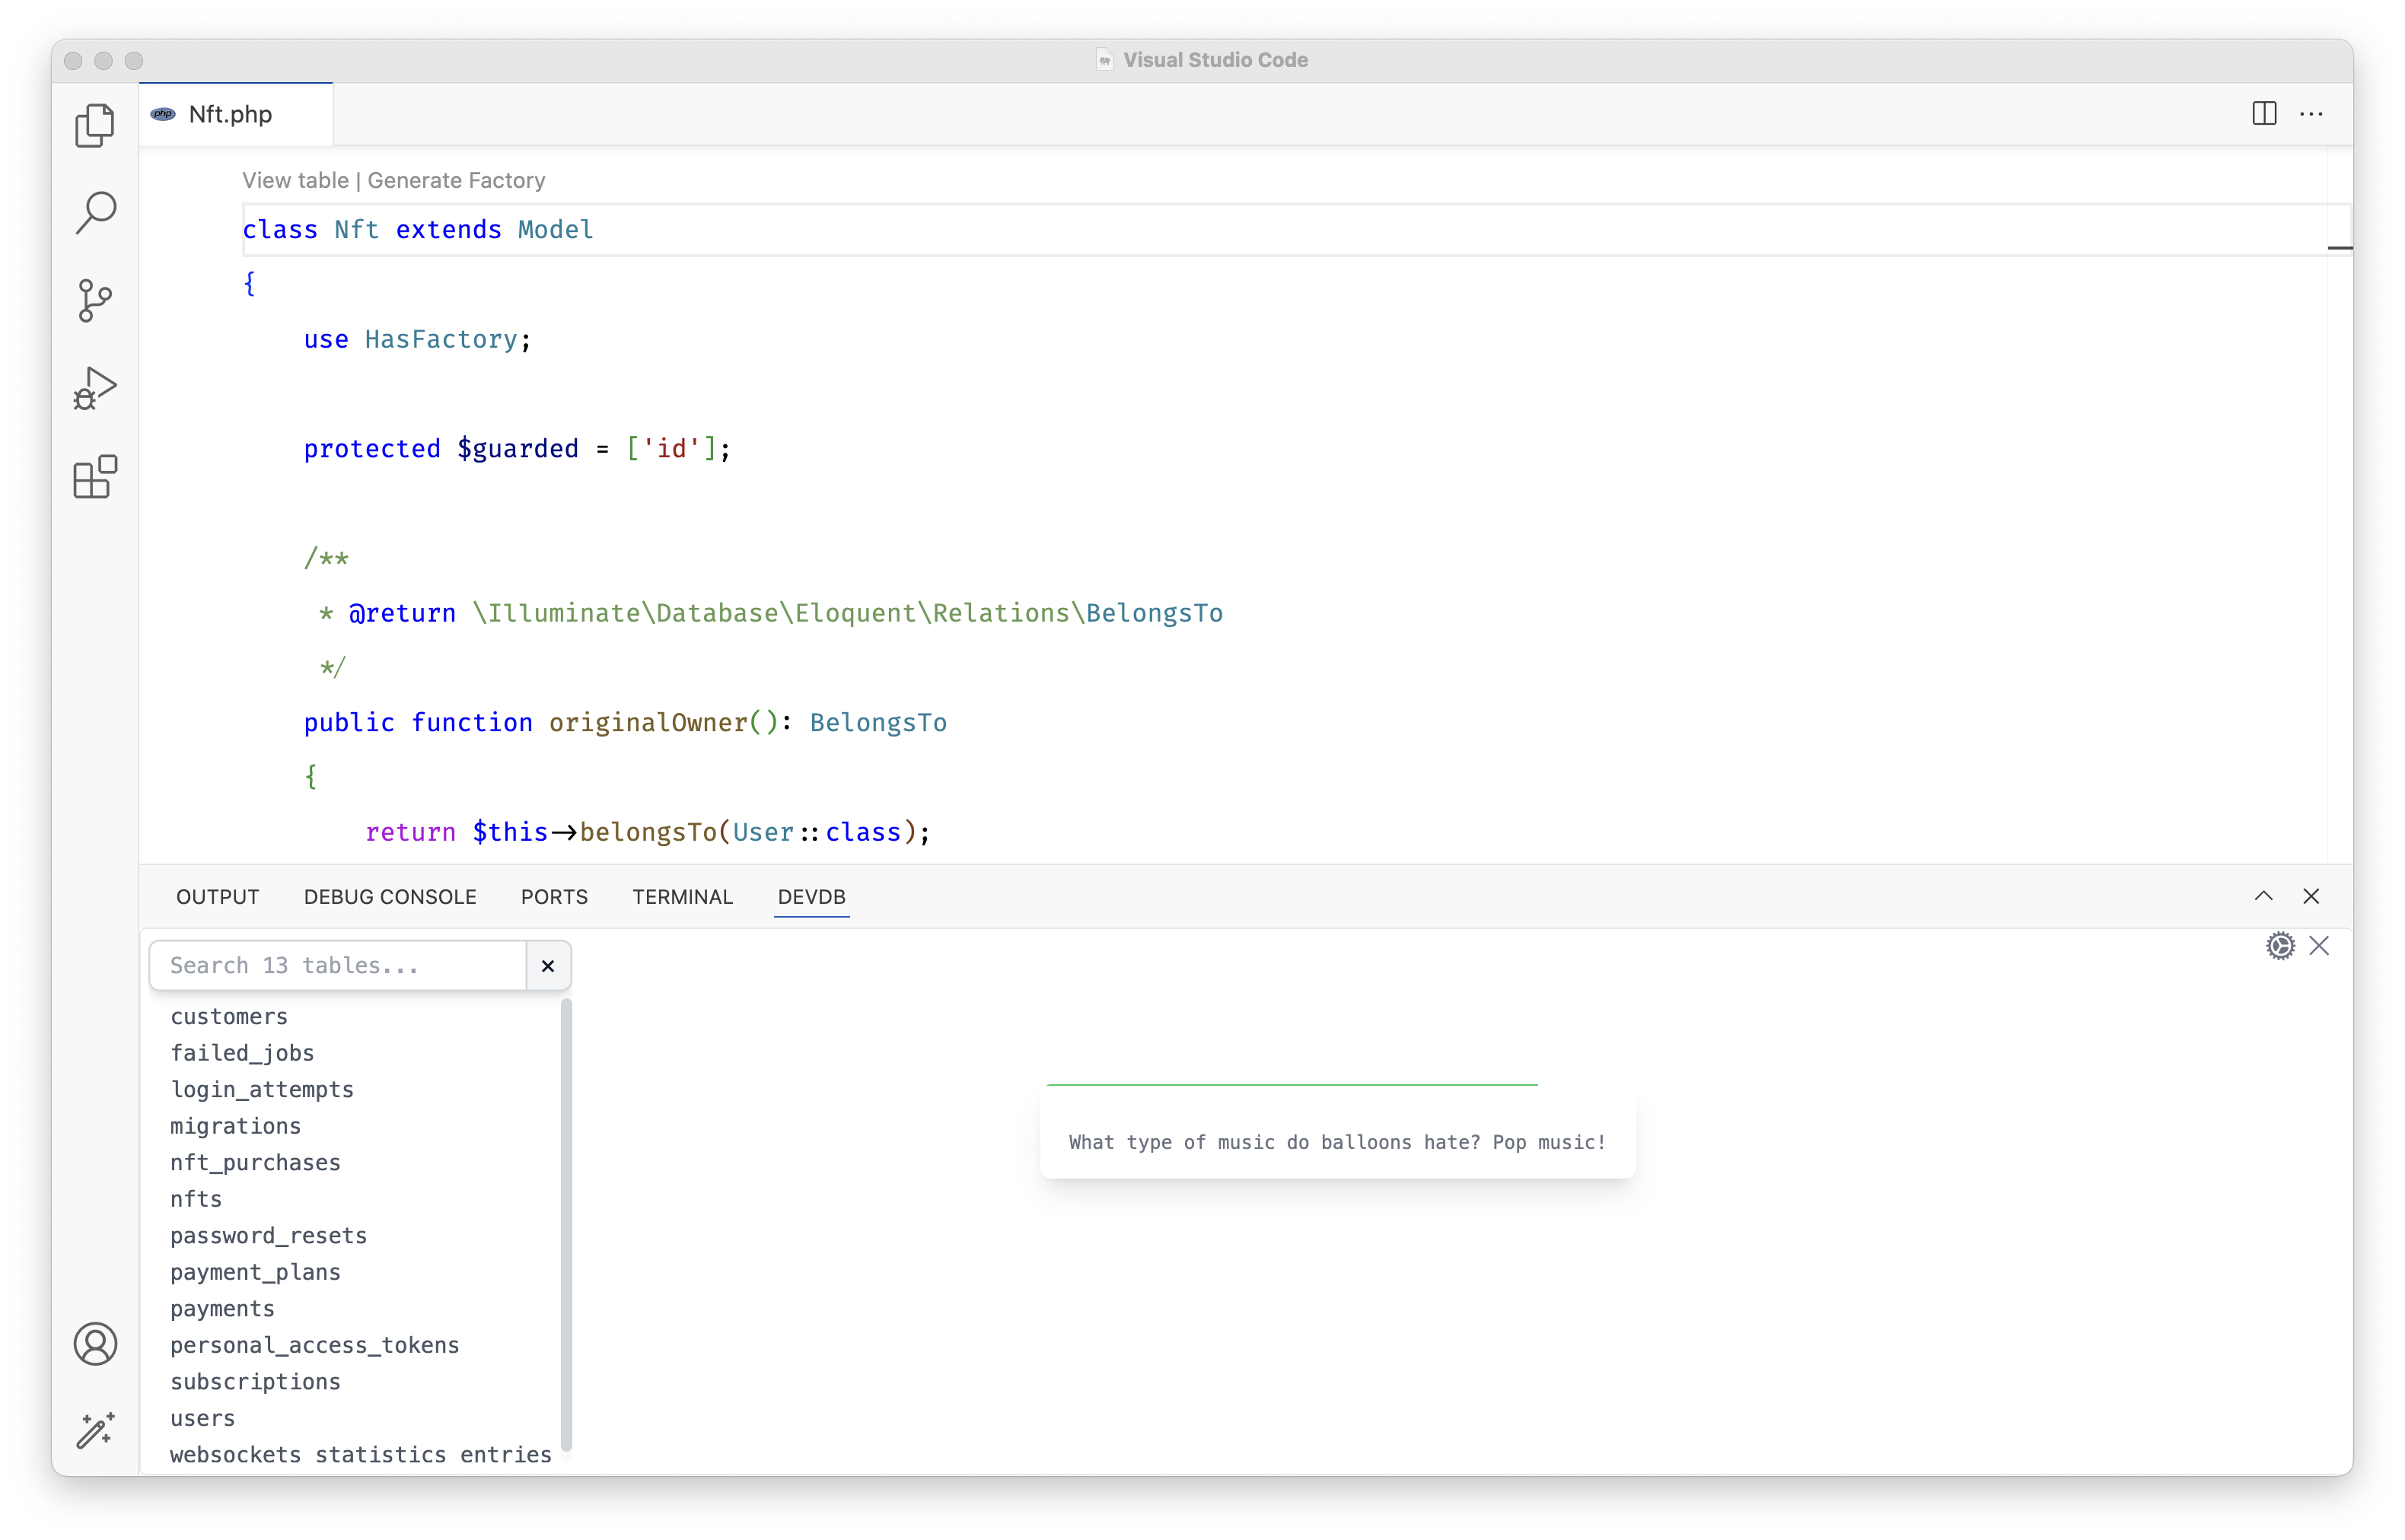 Visual Studio Code
php Nft.php
View table | Generate Factory
class Nft extends Model
{
use HasFactory;
protected $guarded = ['id'];
/**
* @return \Illuminate\Database\Eloquent\Relations\BelongsTo
*/
public function originalOwner(): BelongsTo
{
return $this->belongsTo(User::class);
OUTPUT DEBUG CONSOLE PORTS TERMINAL DEVDB
Search 13 tables...
customers
failed_jobs
login_attempts
migrations
nft_purchases
nfts
password_resets
payment_plans
payments
personal_access_tokens
subscriptions
users
websockets statistics entries
What type of music do balloons hate? Pop music!